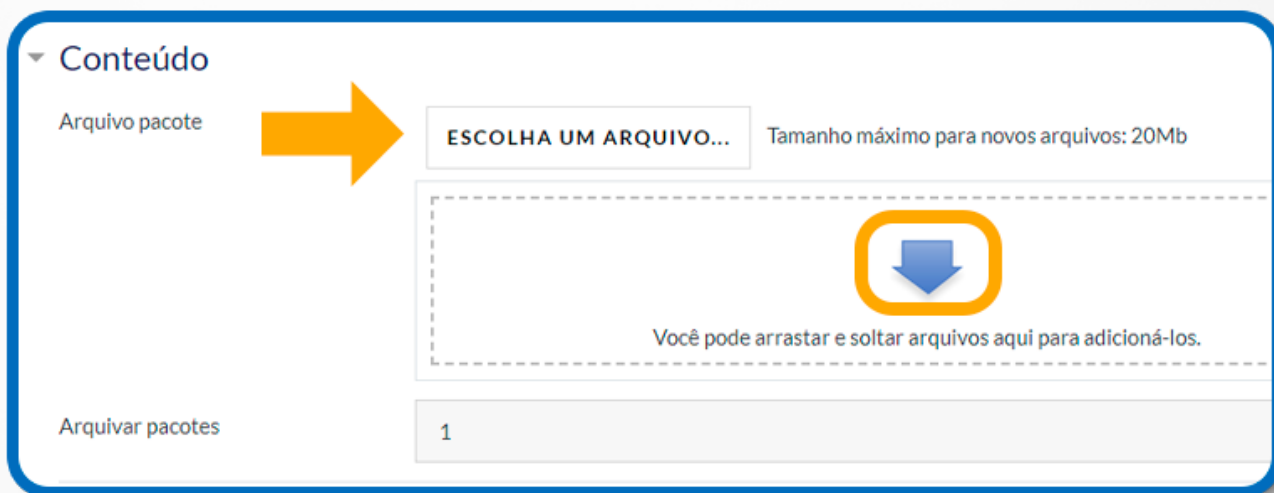 Conteúdo
Arquivo pacote
ESCOLHA UM ARQUIVO...
Tamanho máximo para novos arquivos: 20Mb
Você pode arrastar e soltar arquivos aqui para adicioná-los.
Arquivar pacotes
1